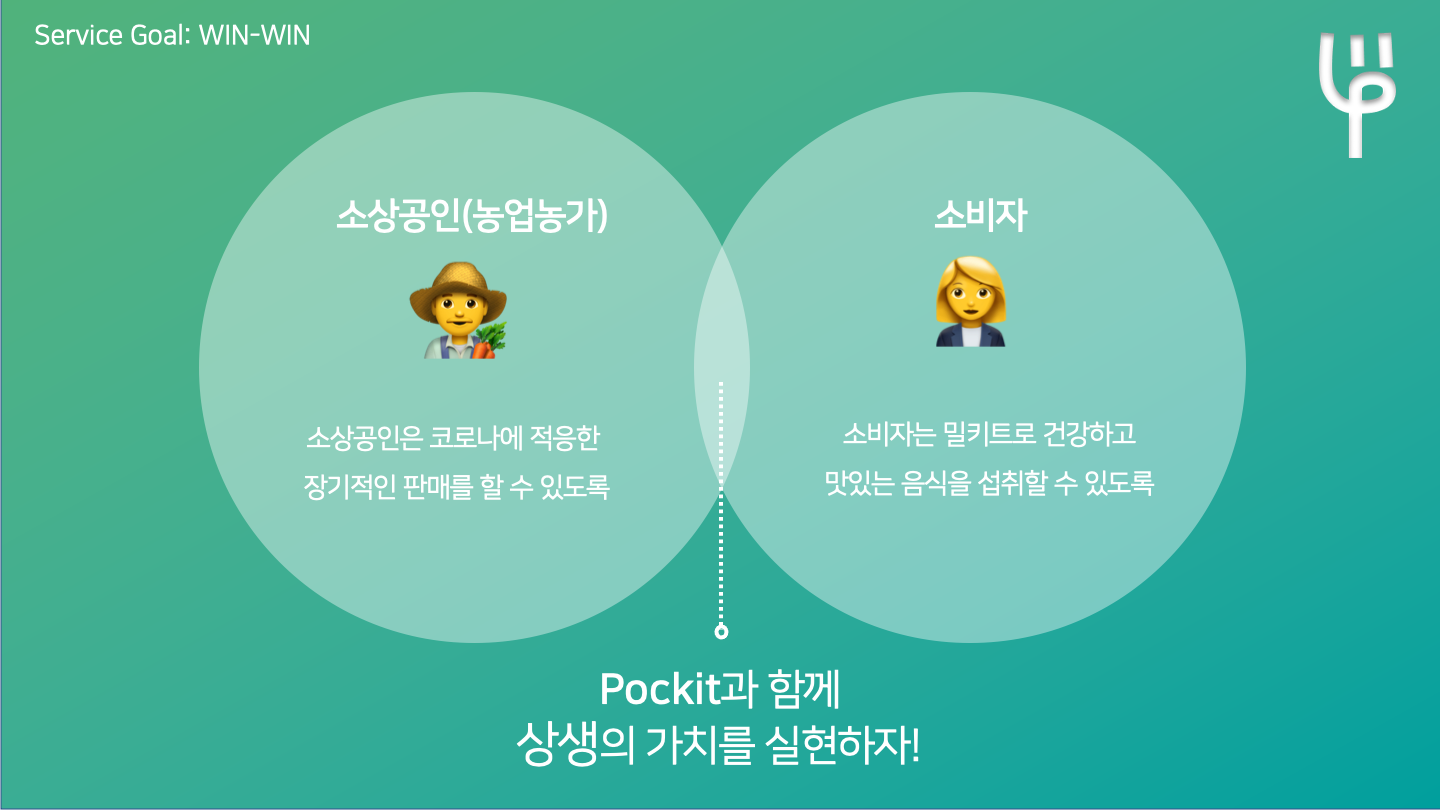 Service Goal: WIN-WIN
소상공인(농업농가)
소상공인은 코로나에 적응한
장기적인 판매를 할 수 있도록
소비자
소비자는 밀키트로 건강하고
맛있는 음식을 섭취할 수 있도록
Pockit과 함께
상생의 가치를 실현하자!